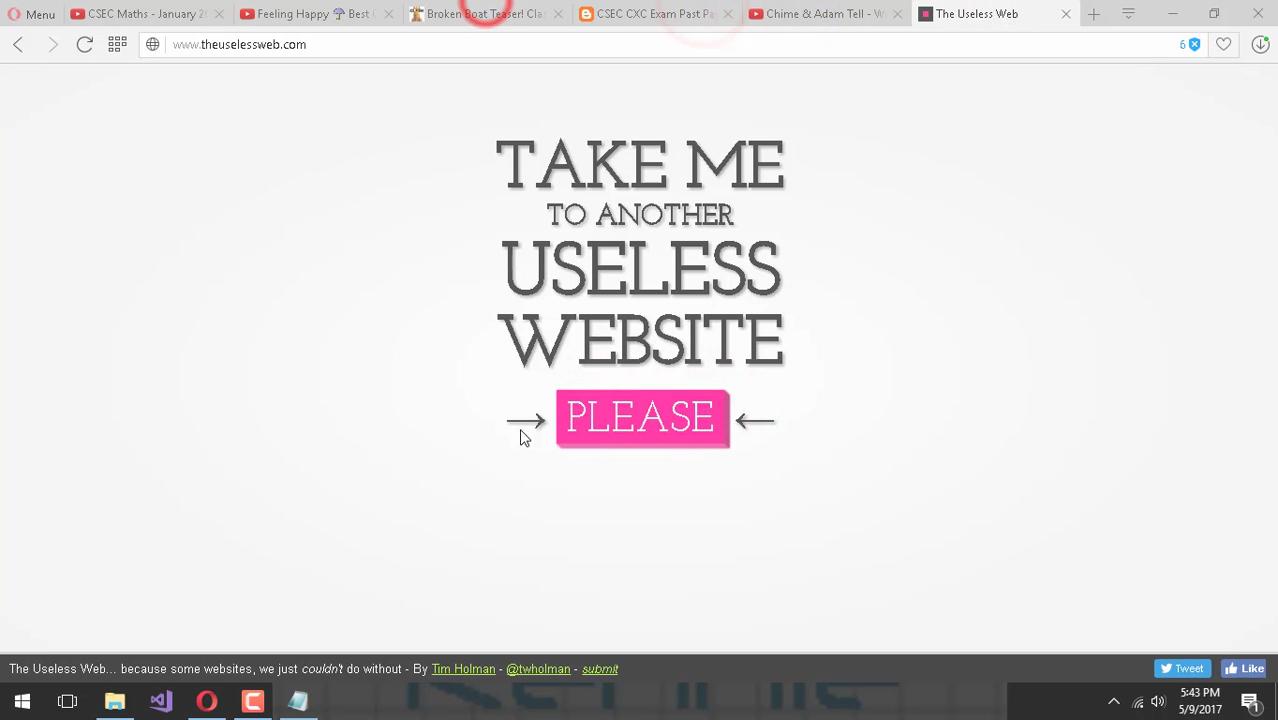 Menu CSEC Maths - January 2 Feeling Happy Best Broken Boat Teaser! Cla CSEC CXC Exam Past Pa Chime & Adam Tell - The Useless Web
www.theuselessweb.com 6
TAKE ME
TO ANOTHER
USELESS
WEBSITE
PLEASE
The Useless Web... because some websites, we just couldn't do without - By Tim Holman - @twholman - submit Tweet Like
5:43 PM
5/9/2017
1